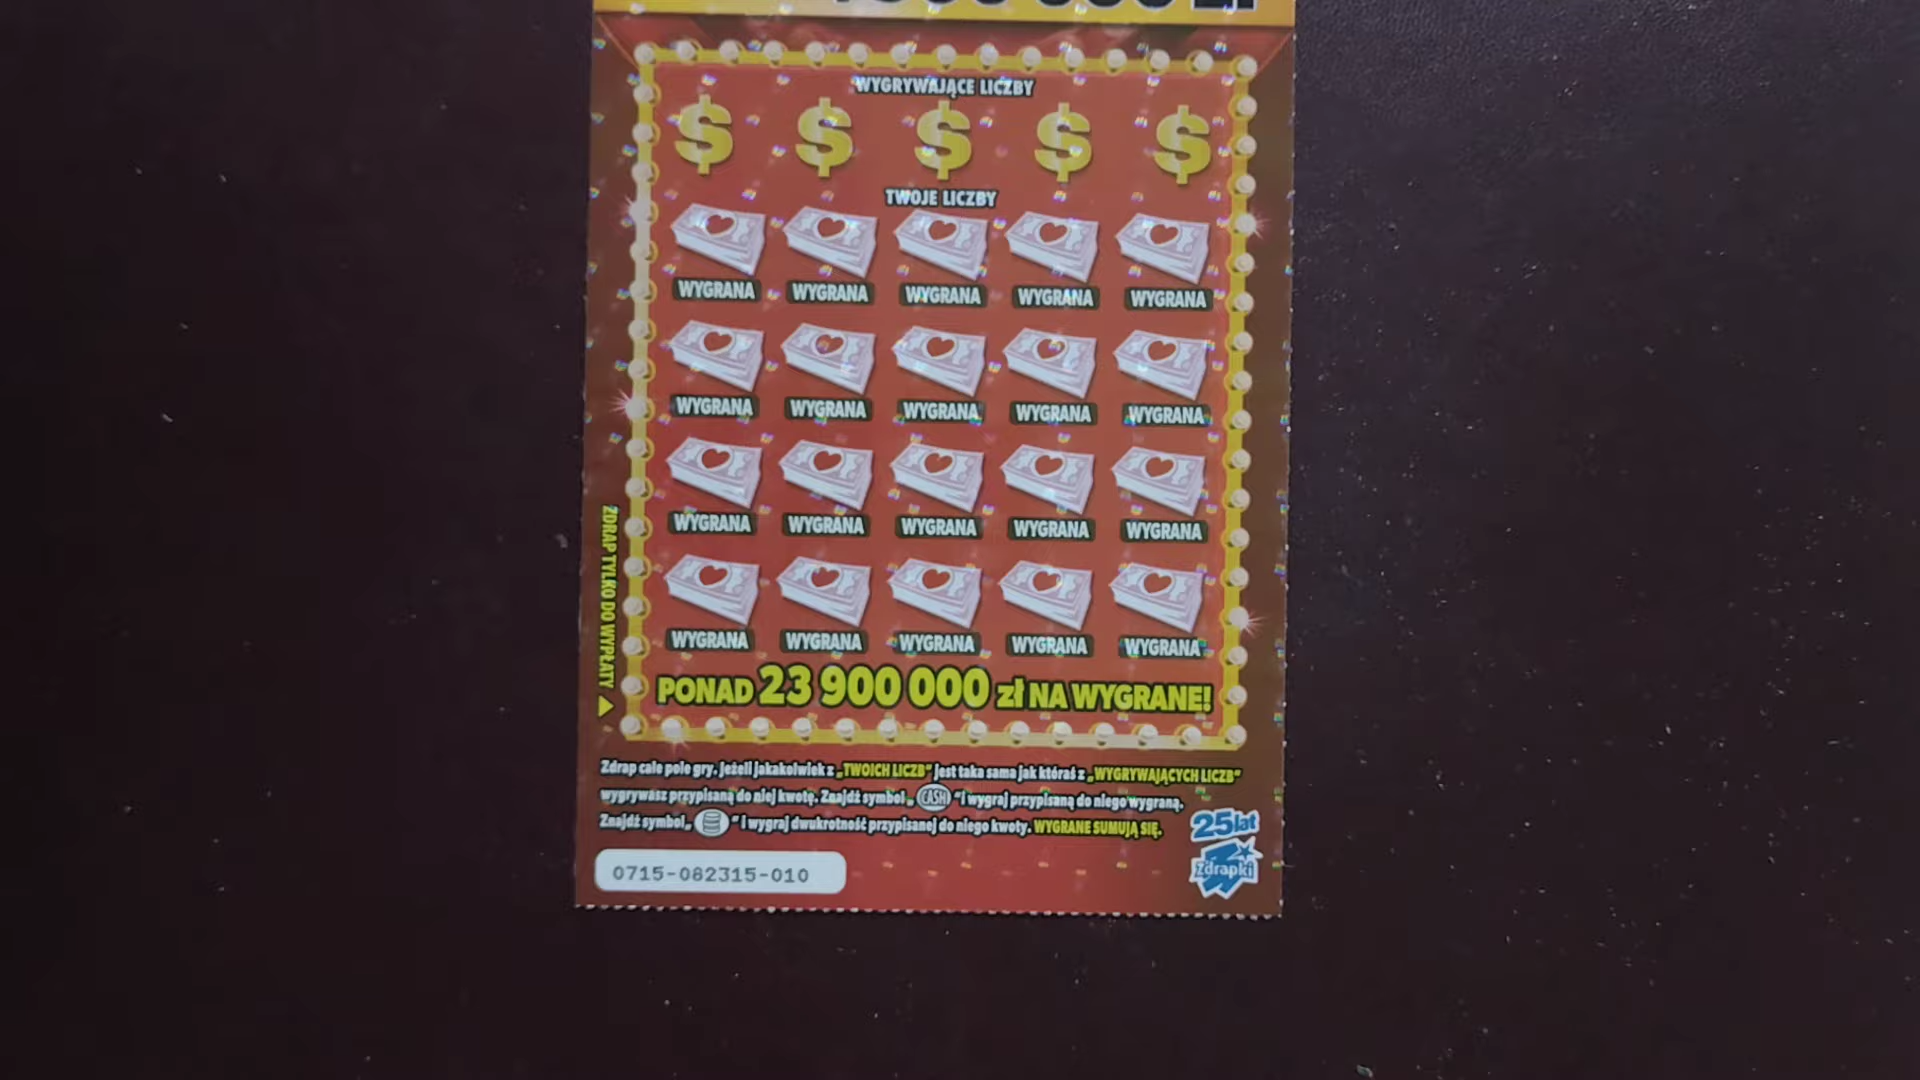 WYGRYWAJĄCE LICZBY
$ $ $ $ $
TWOJE LICZBY
WYGRANA WYGRANA WYGRANA WYGRANA WYGRANA
WYGRANA WYGRANA WYGRANA WYGRANA WYGRANA
WYGRANA WYGRANA WYGRANA WYGRANA WYGRANA
WYGRANA WYGRANA WYGRANA WYGRANA WYGRANA
PONAD 23 900 000 zł NA WYGRANE!
ZDRAP TYLKO DO WYPŁATY
Zdrap całe pole gry. Jeżeli jakakolwiek z „TWOICH LICZB" jest taka sama jak któraś z „WYGRYWAJĄCYCH LICZB"
wygrywasz przypisaną do niej kwotę. Znajdź symbol „CASH" i wygraj przypisaną do niego wygraną.
Znajdź symbol „ " i wygraj dwukrotność przypisanej do niego kwoty. WYGRANE SUMUJĄ SIĘ.
25 lat
Zdrapki
0715-082315-010